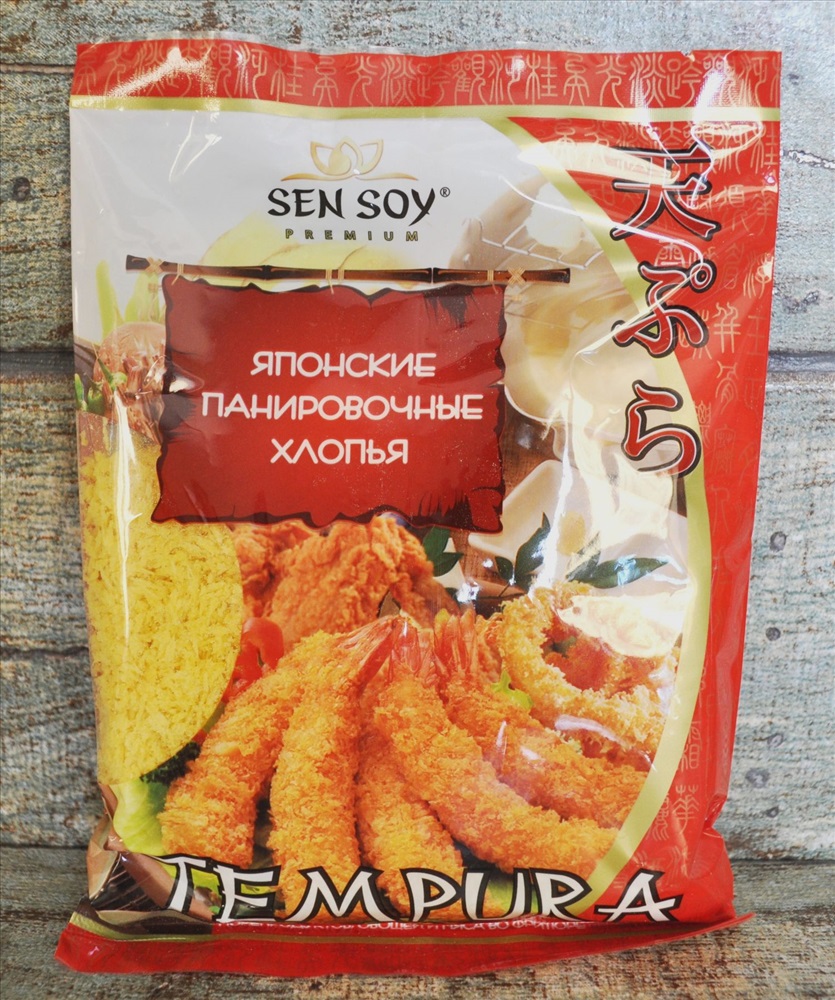 SEN SOY®
PREMIUM
ЯПОНСКИЕ
ПАНИРОВОЧНЫЕ
ХЛОПЬЯ
天ぷら
TEMPURA